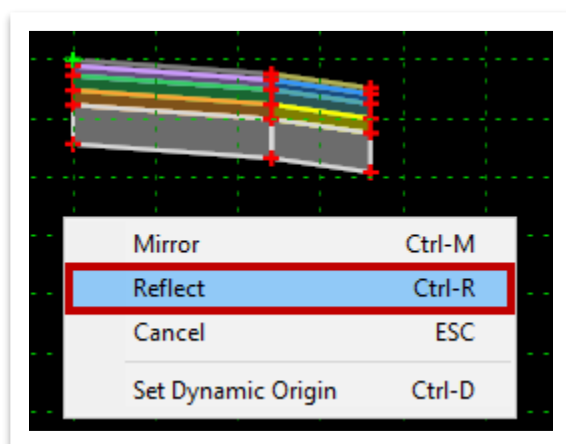 Mirror Ctrl-M
Reflect Ctrl-R
Cancel ESC
Set Dynamic Origin Ctrl-D